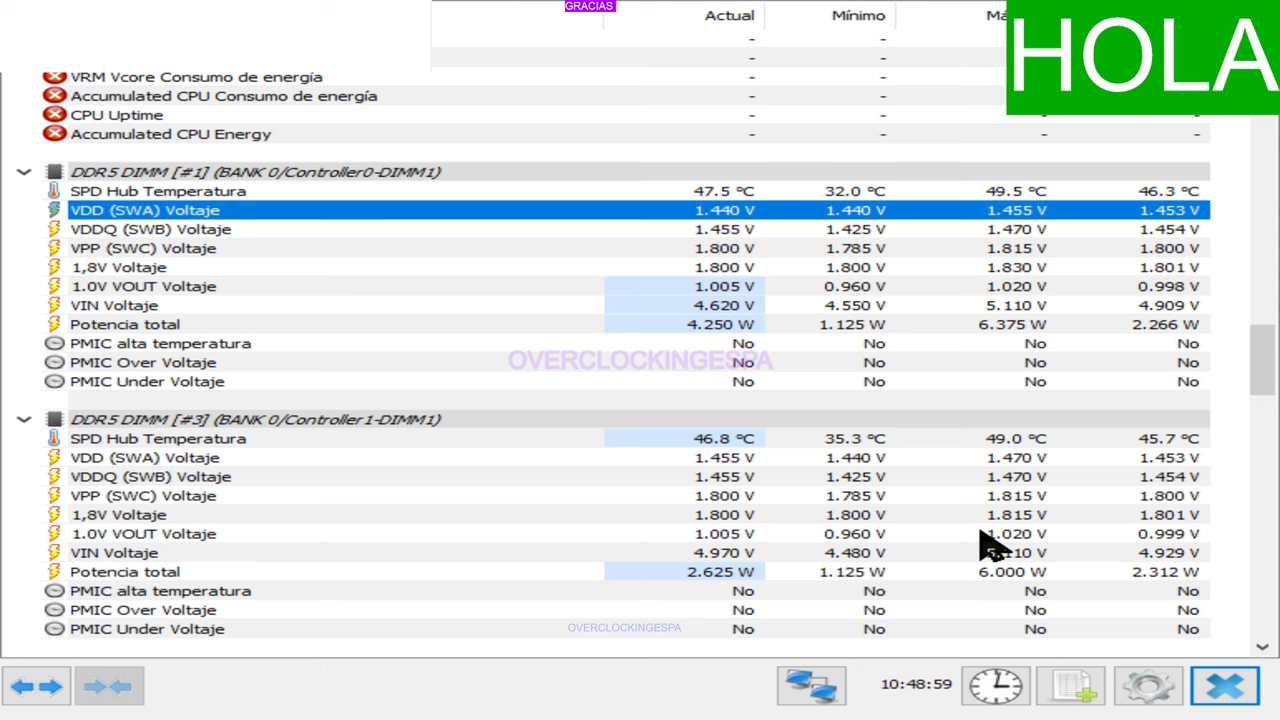 GRACIAS
HOLA
Actual Mínimo
- -
- -
VRM Vcore Consumo de energía - -
Accumulated CPU Consumo de energía - -
CPU Uptime - - - -
Accumulated CPU Energy - - - -
DDR5 DIMM [#1] (BANK 0/Controller0-DIMM1)
SPD Hub Temperatura 47.5 ºC 32.0 ºC 49.5 ºC 46.3 ºC
VDD (SWA) Voltaje 1.440 V 1.440 V 1.455 V 1.453 V
VDDQ (SWB) Voltaje 1.455 V 1.425 V 1.470 V 1.454 V
VPP (SWC) Voltaje 1.800 V 1.785 V 1.815 V 1.800 V
1,8V Voltaje 1.800 V 1.800 V 1.830 V 1.801 V
1.0V VOUT Voltaje 1.005 V 0.960 V 1.020 V 0.998 V
VIN Voltaje 4.620 V 4.550 V 5.110 V 4.909 V
Potencia total 4.250 W 1.125 W 6.375 W 2.266 W
PMIC alta temperatura No No No No
OVERCLOCKINGESPA
PMIC Over Voltaje No No No No
PMIC Under Voltaje No No No No
DDR5 DIMM [#3] (BANK 0/Controller1-DIMM1)
SPD Hub Temperatura 46.8 ºC 35.3 ºC 49.0 ºC 45.7 ºC
VDD (SWA) Voltaje 1.455 V 1.440 V 1.470 V 1.453 V
VDDQ (SWB) Voltaje 1.455 V 1.425 V 1.470 V 1.454 V
VPP (SWC) Voltaje 1.800 V 1.785 V 1.815 V 1.800 V
1,8V Voltaje 1.800 V 1.800 V 1.815 V 1.801 V
1.0V VOUT Voltaje 1.005 V 0.960 V 1.020 V 0.999 V
VIN Voltaje 4.970 V 4.480 V V 4.929 V
Potencia total 2.625 W 1.125 W 6.000 W 2.312 W
PMIC alta temperatura No No No No
PMIC Over Voltaje No No No No
OVERCLOCKINGESPA
PMIC Under Voltaje No No No No
10:48:59